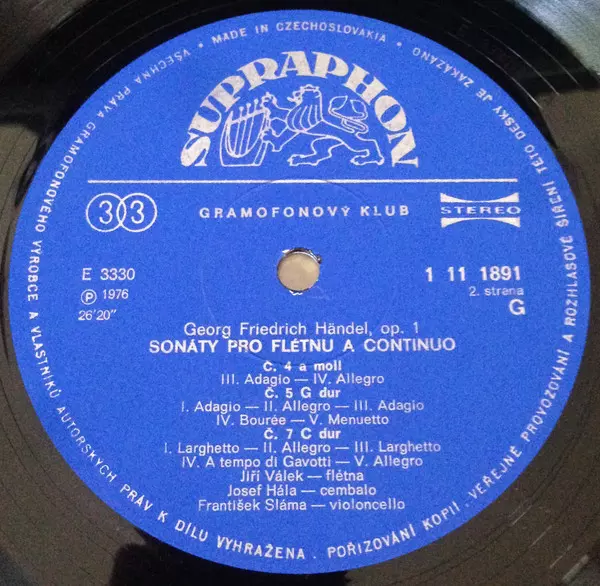 VŠECHNA PRÁVA GRAMOFONOVÉHO VÝROBCE A VLASTNÍKŮ AUTORSKÝCH PRÁV K DÍLU VYHRAŽENA . POŘIZOVÁNÍ KOPIÍ . VEŘEJNÉ PROVOZOVÁNÍ A ROZHLASOVÉ ŠÍŘENÍ TÉTO DESKY JE ZAKÁZÁNO
• MADE IN CZECHOSLOVAKIA •
SUPRAPHON
33
GRAMOFONOVÝ KLUB
STEREO
E 3330
1 11 1891
Ⓟ 1976
2. strana
26'20"
G
Georg Friedrich Händel, op. 1
SONÁTY PRO FLÉTNU A CONTINUO
Č. 4 a moll
III. Adagio — IV. Allegro
Č. 5 G dur
I. Adagio — II. Allegro — III. Adagio
IV. Bourée — V. Menuetto
Č. 7 C dur
I. Larghetto — II. Allegro — III. Larghetto
IV. A tempo di Gavotti — V. Allegro
Jiří Válek — flétna
Josef Hála — cembalo
František Sláma — violoncello